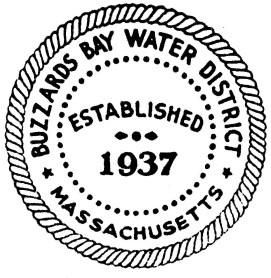 BUZZARDS BAY WATER DISTRICT
MASSACHUSETTS
ESTABLISHED
1937